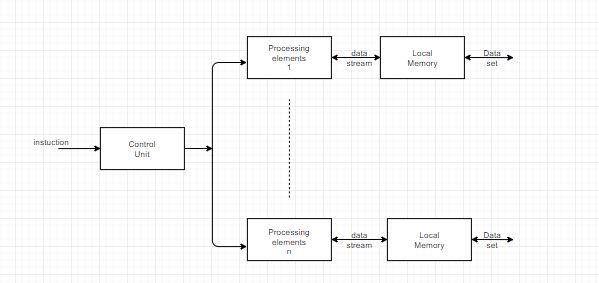 Processing
elements
1
data
stream
Local
Memory
Data
set
instuction
Control
Unit
Processing
elements
n
data
stream
Local
Memory
Data
set